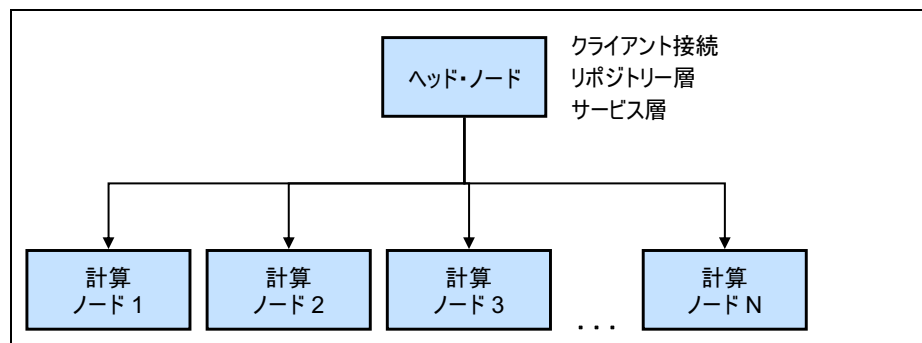 ヘッド・ノード
クライアント接続
リポジトリー層
サービス層
計算
ノード 1
計算
ノード 2
計算
ノード 3
. . .
計算
ノード N